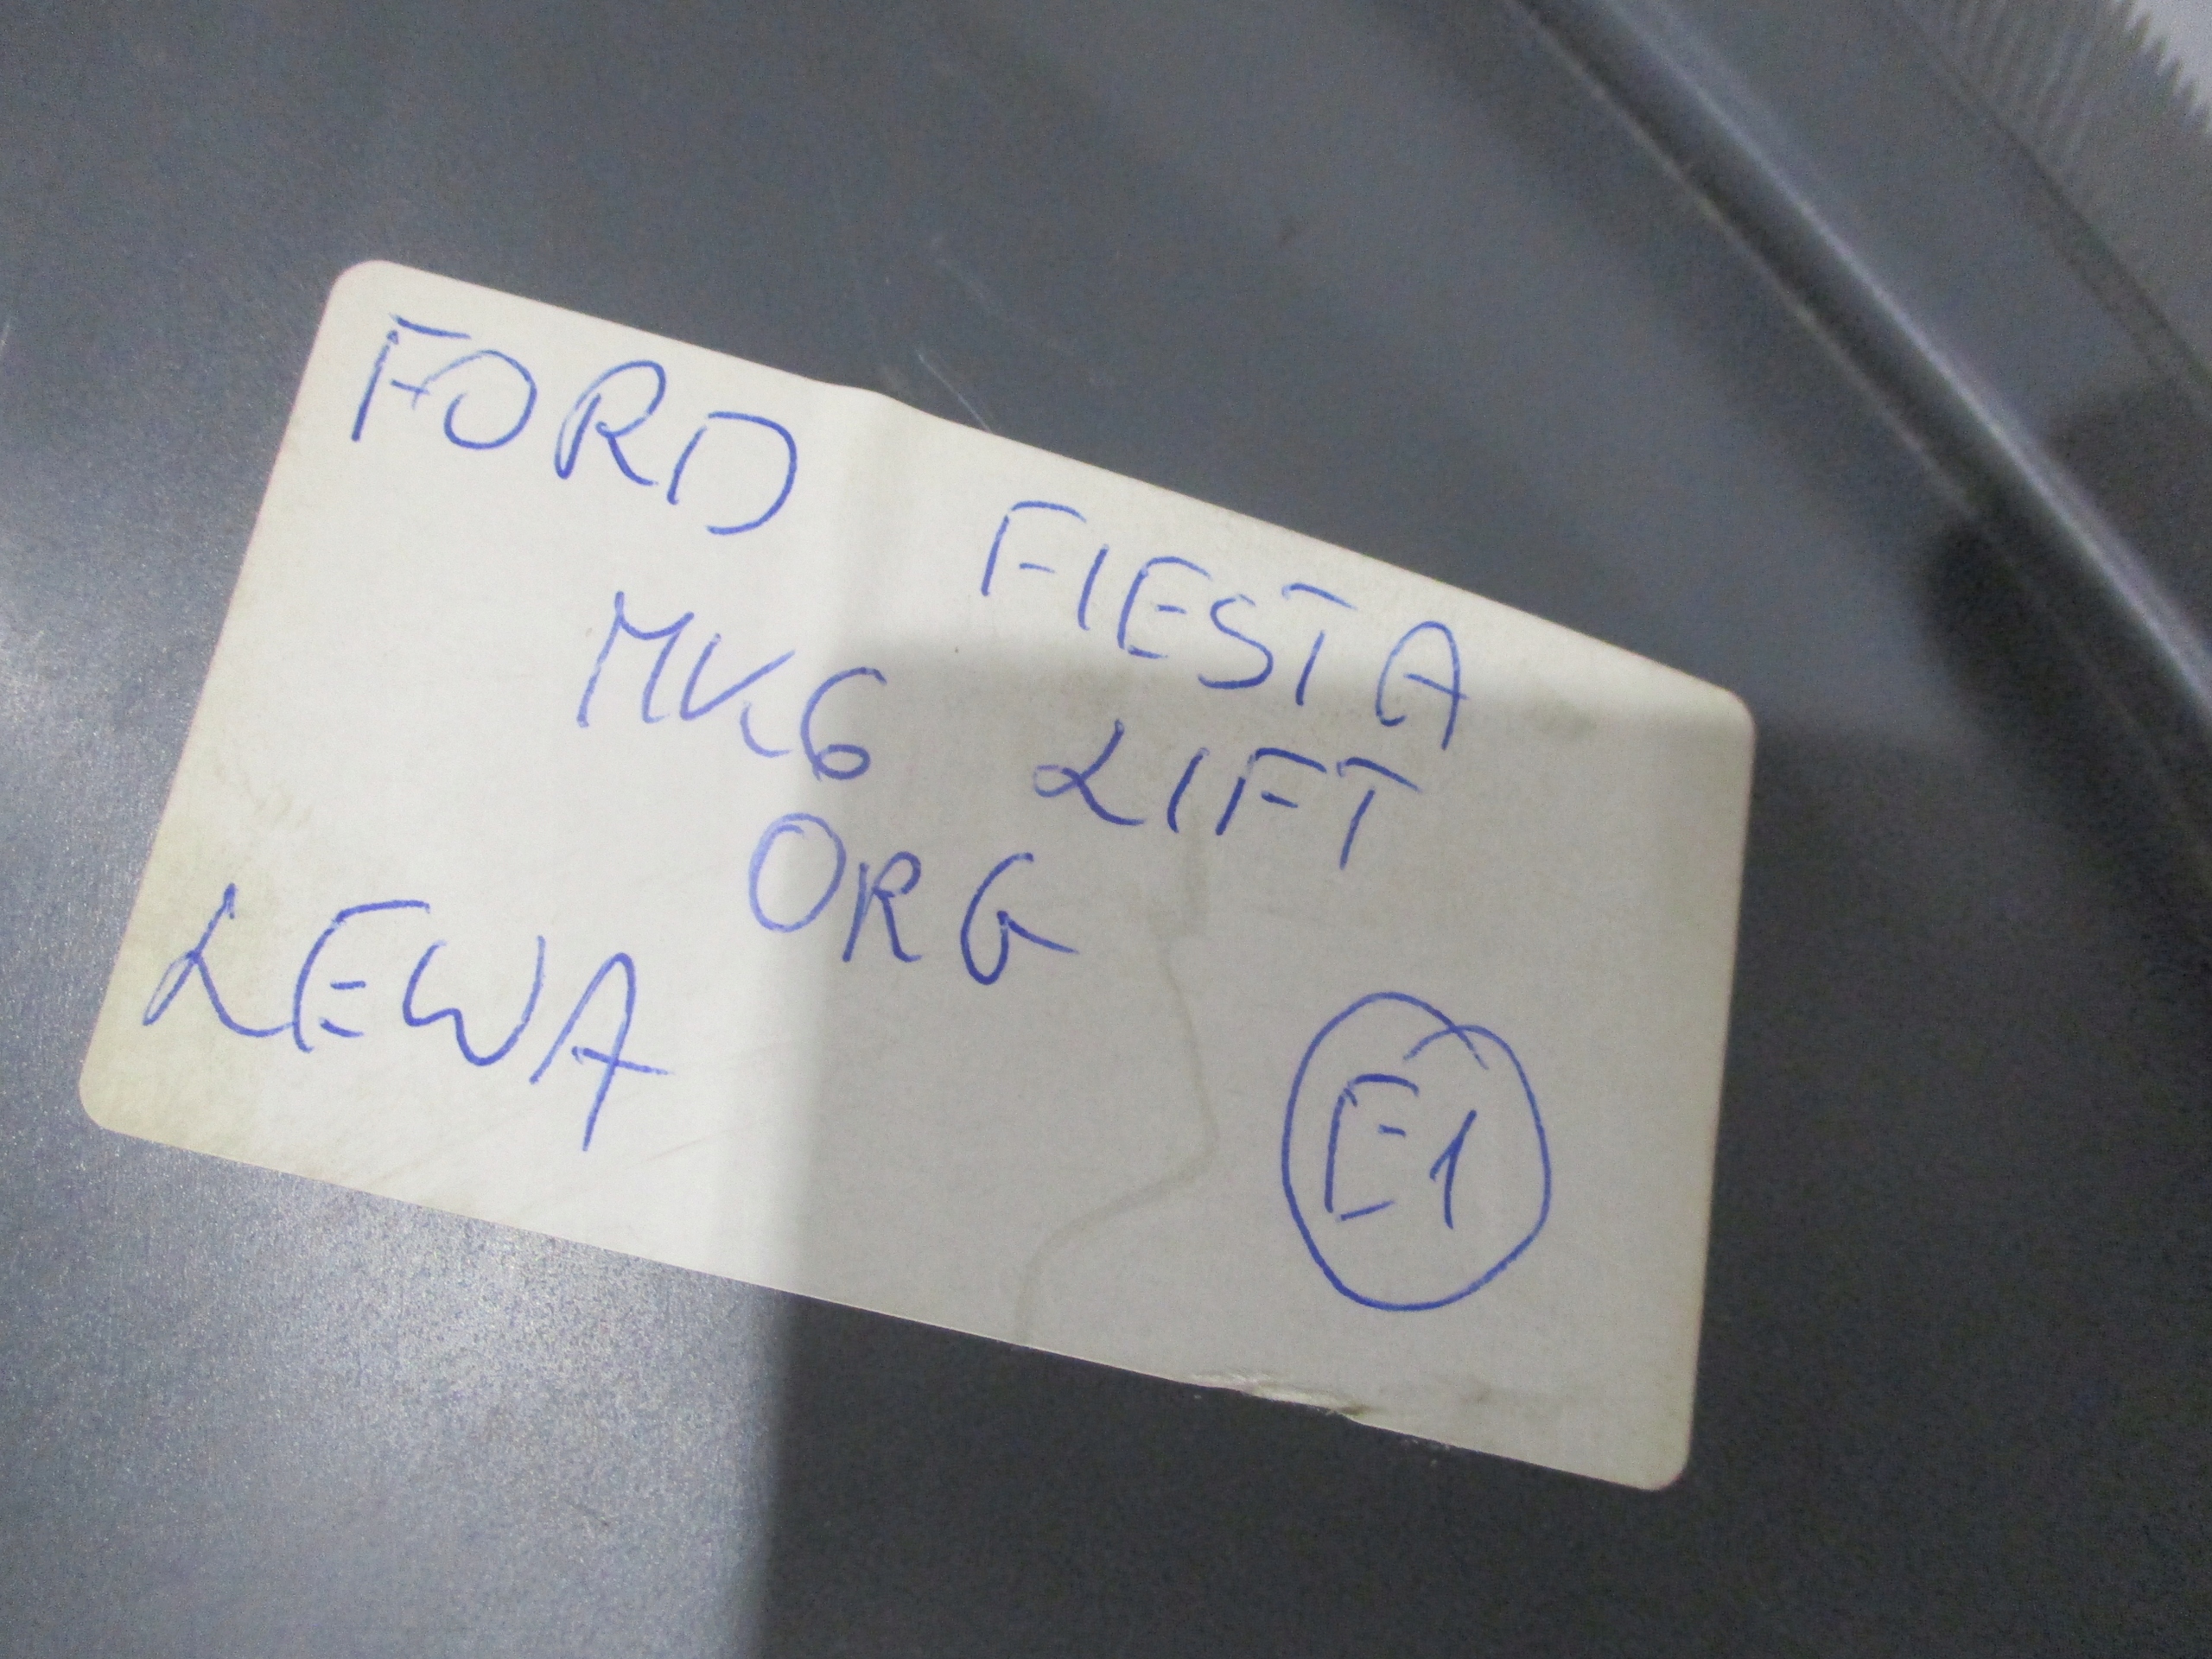 FORD FIESTA
MK6 LIFT
ORG
LEWA
E1